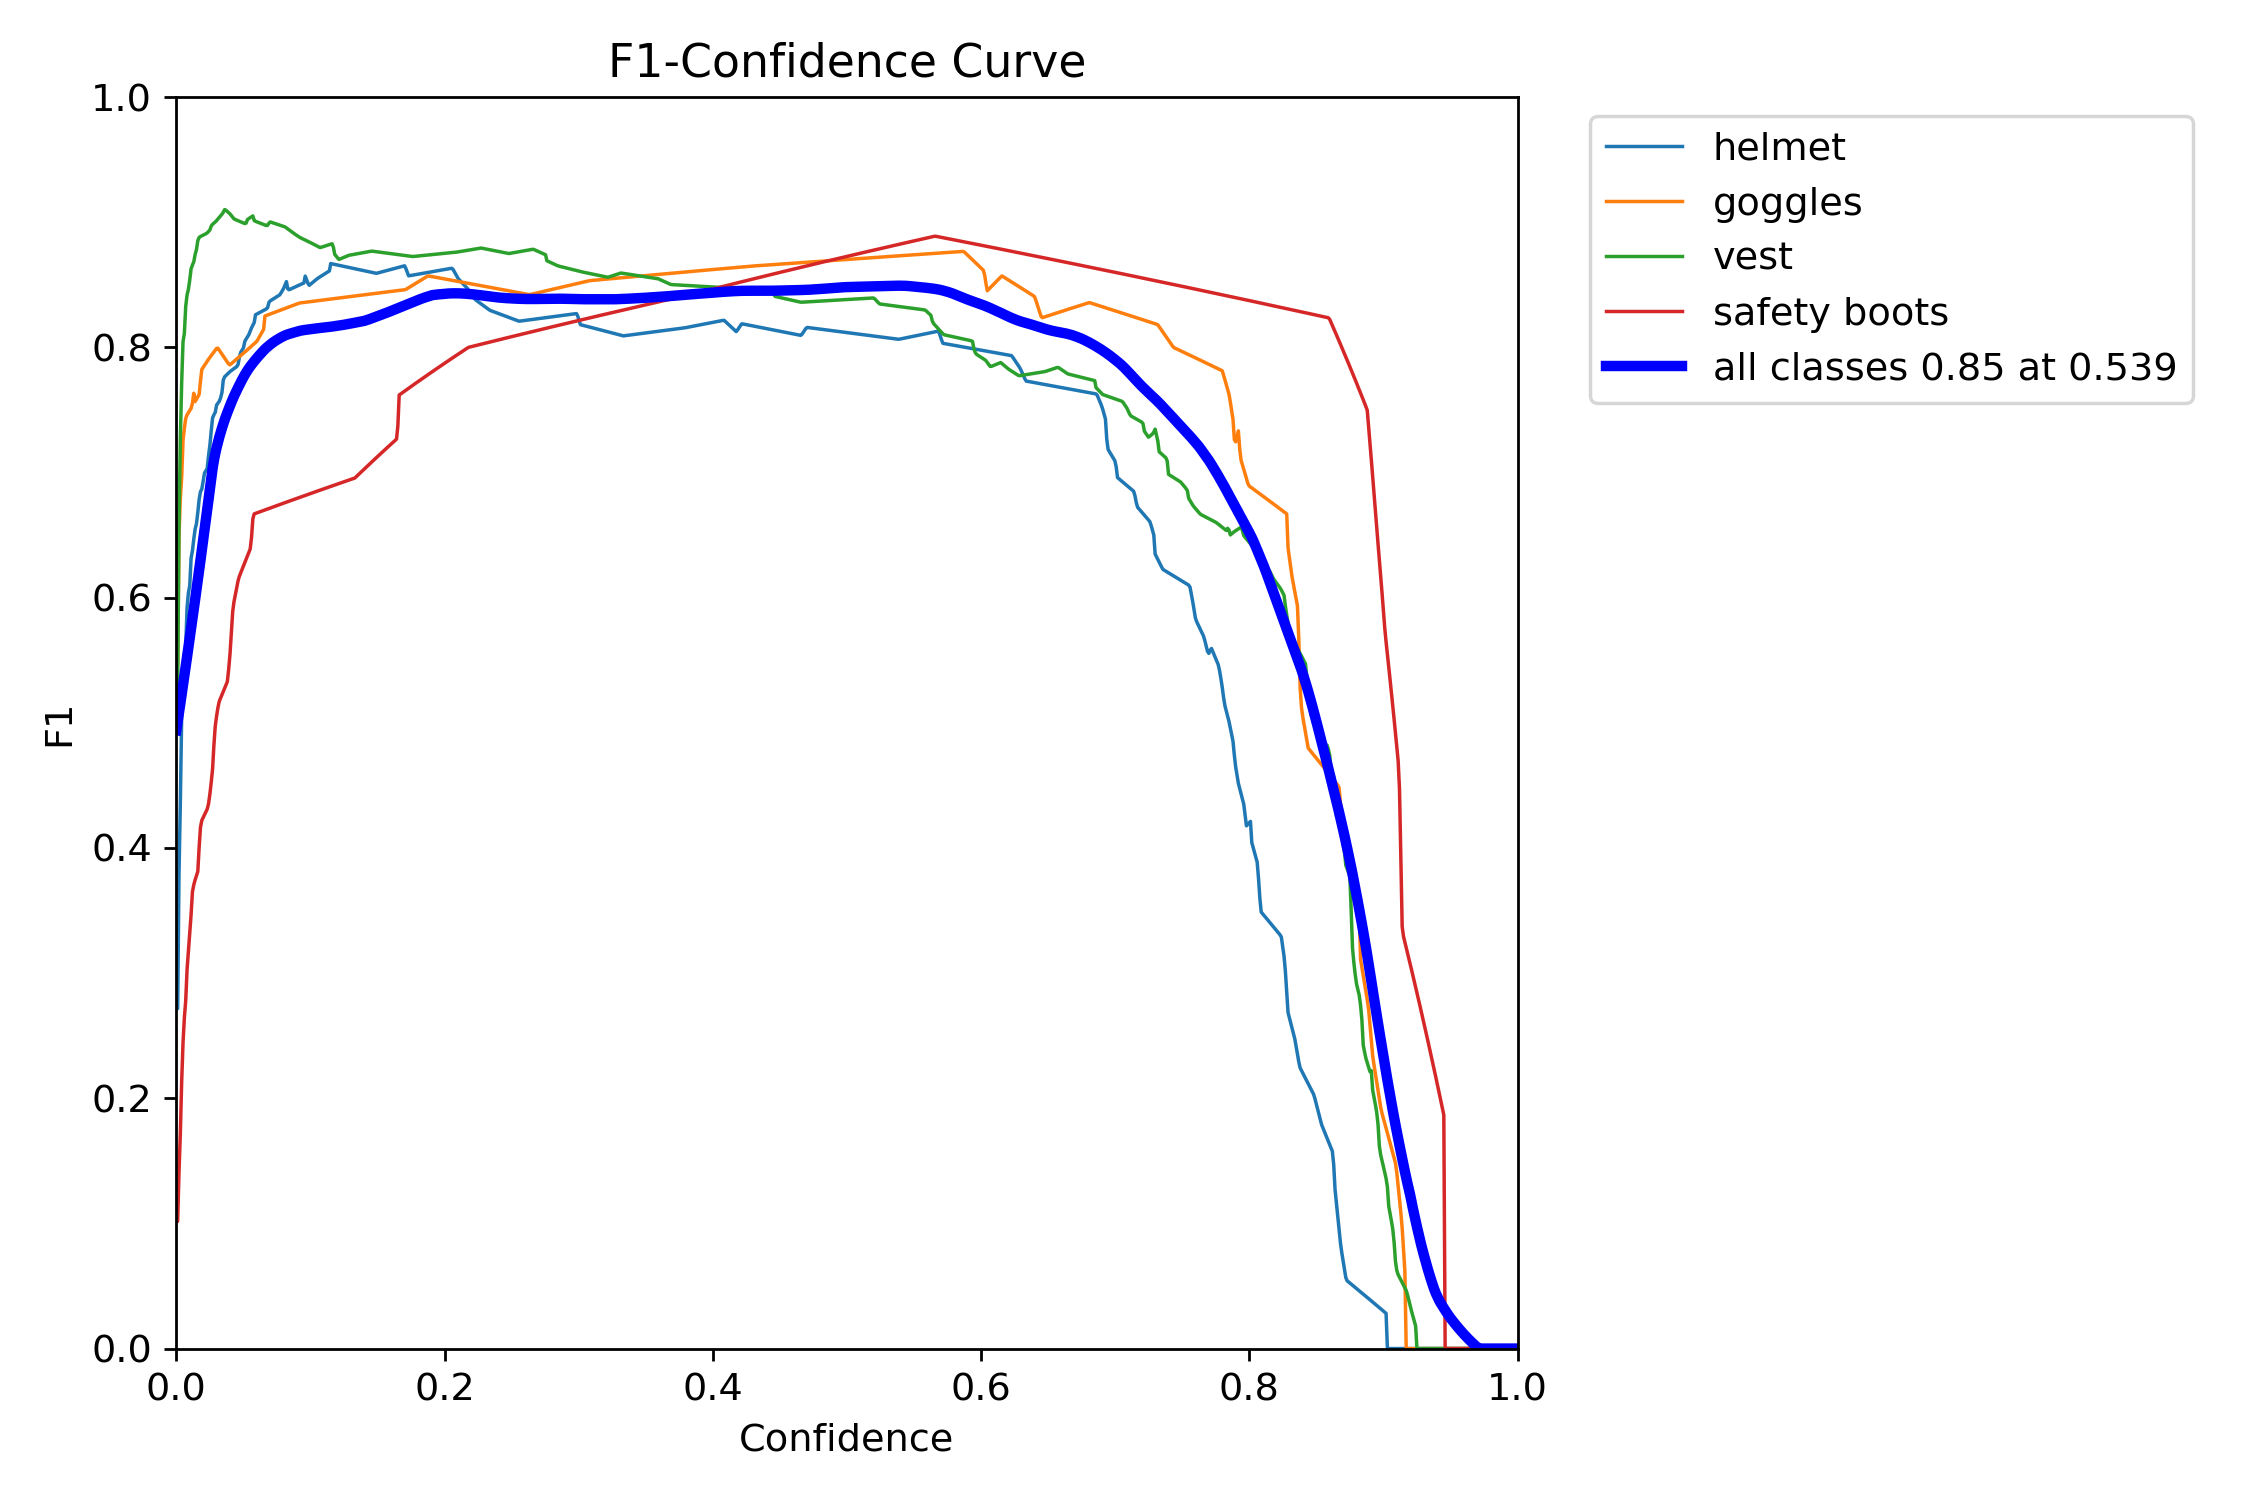 F1-Confidence Curve
1.0
0.8
0.6
0.4
0.2
0.0
F1
0.0 0.2 0.4 0.6 0.8 1.0
Confidence
helmet
goggles
vest
safety boots
all classes 0.85 at 0.539